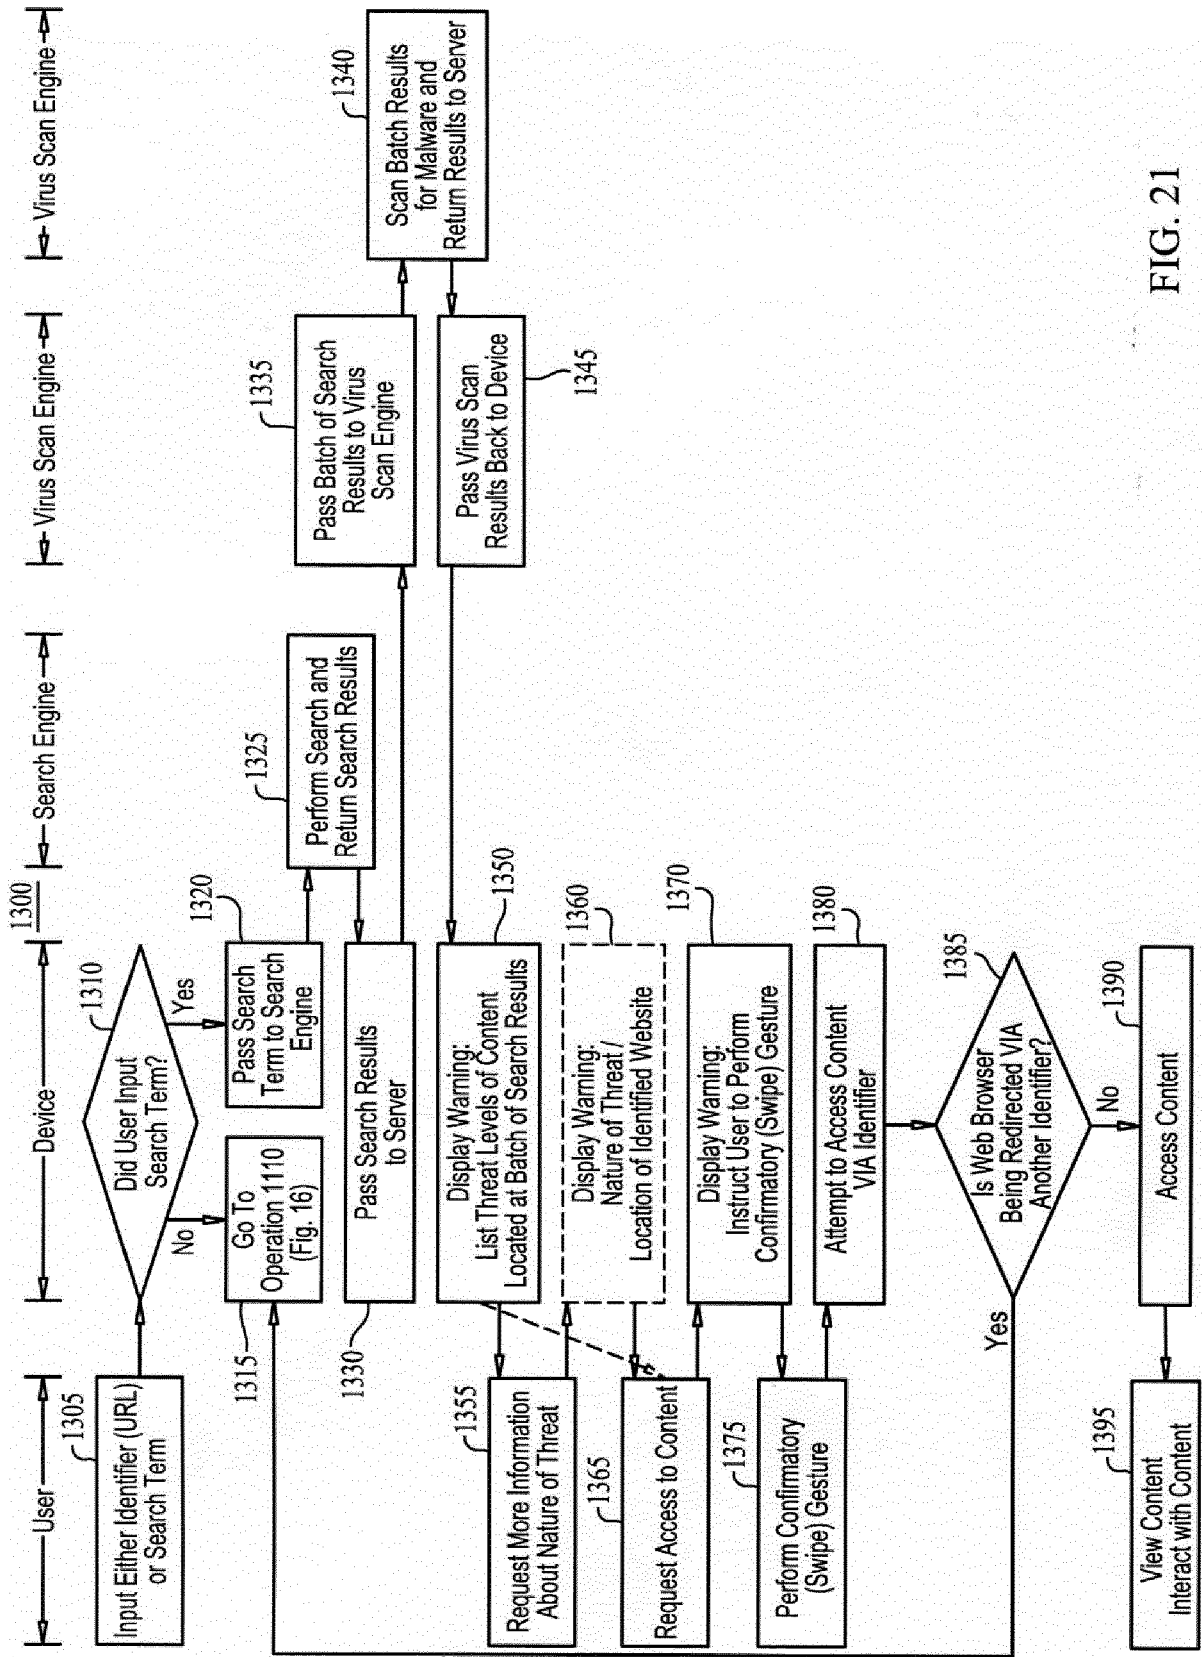 1300
User
Device
Search Engine
Virus Scan Engine
Virus Scan Engine
1305
Input Either Identifier (URL)
or Search Term
1310
Did User Input
Search Term?
No
Yes
1315
Go To
Operation 1110
(Fig. 16)
1320
Pass Search
Term to Search
Engine
1325
Perform Search and
Return Search Results
1330
Pass Search Results
to Server
1335
Pass Batch of Search
Results to Virus
Scan Engine
1340
Scan Batch Results
for Malware and
Return Results to Server
1345
Pass Virus Scan
Results Back to Device
1350
Display Warning:
List Threat Levels of Content
Located at Batch of Search Results
1355
Request More Information
About Nature of Threat
1360
Display Warning:
Nature of Threat /
Location of Identified Website
1365
Request Access to Content
1370
Display Warning:
Instruct User to Perform
Confirmatory (Swipe) Gesture
1375
Perform Confirmatory
(Swipe) Gesture
1380
Attempt to Access Content
VIA Identifier
1385
Is Web Browser
Being Redirected VIA
Another Identifier?
Yes
No
1390
Access Content
1395
View Content
Interact with Content
FIG. 21